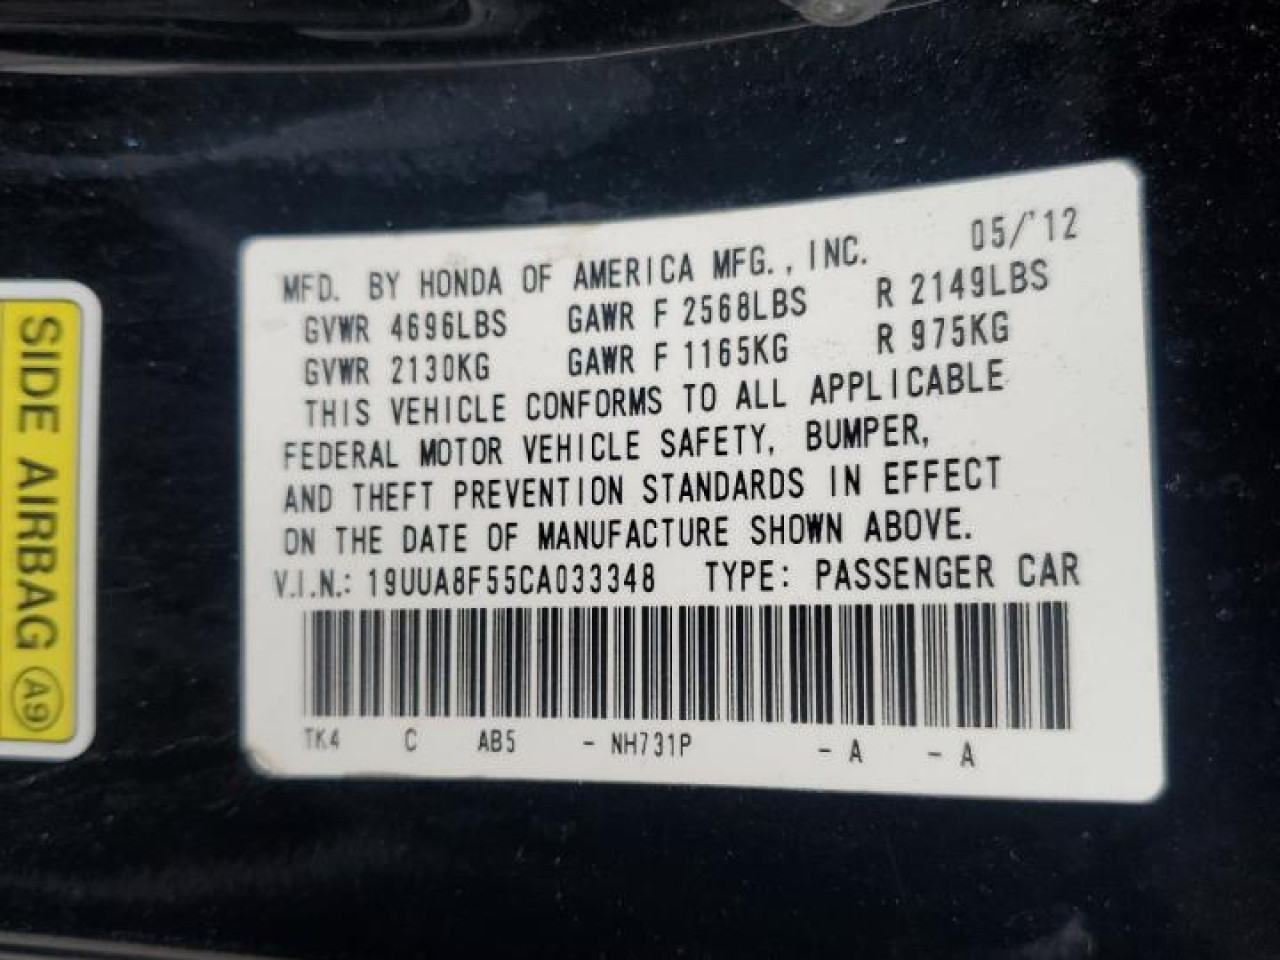 MFD. BY HONDA OF AMERICA MFG., INC. 05/'12
GVWR 4696LBS GAWR F 2568LBS R 2149LBS
GVWR 2130KG GAWR F 1165KG R 975KG
THIS VEHICLE CONFORMS TO ALL APPLICABLE
FEDERAL MOTOR VEHICLE SAFETY, BUMPER,
AND THEFT PREVENTION STANDARDS IN EFFECT
ON THE DATE OF MANUFACTURE SHOWN ABOVE.
V.I.N.: 19UUA8F55CA033348 TYPE: PASSENGER CAR
TK4 C AB5 - NH731P - A - A
SIDE AIRBAG A9